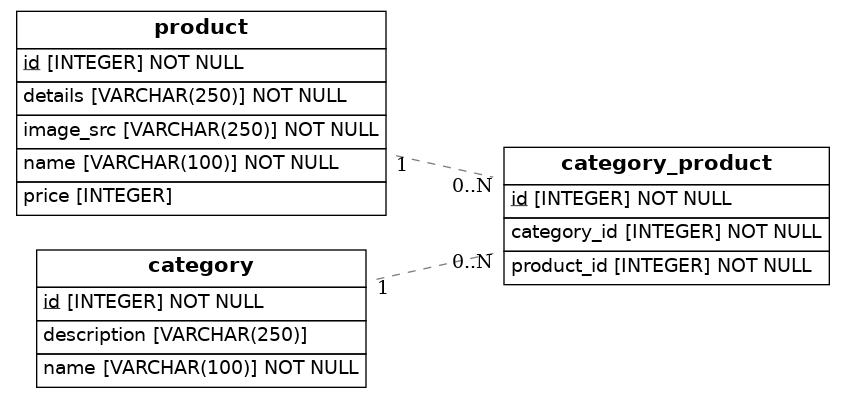 product
id [INTEGER] NOT NULL
details [VARCHAR(250)] NOT NULL
image_src [VARCHAR(250)] NOT NULL
name [VARCHAR(100)] NOT NULL
price [INTEGER]
1
0..N
category_product
id [INTEGER] NOT NULL
category_id [INTEGER] NOT NULL
product_id [INTEGER] NOT NULL
category
id [INTEGER] NOT NULL
description [VARCHAR(250)]
name [VARCHAR(100)] NOT NULL
1
0..N